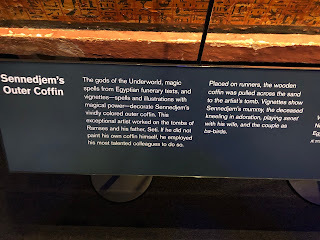 Sennedjem's
Outer Coffin
The gods of the Underworld, magic
spells from Egyptian funerary texts, and
vignettes—spells and illustrations with
magical power—decorate Sennedjem's
vividly colored outer coffin. This
exceptional artist worked on the tombs of
Ramses and his father, Seti. If he did not
paint his own coffin himself, he employed
his most talented colleagues to do so.
Placed on runners, the wooden
coffin was pulled across the sand
to the artist's tomb. Vignettes show
Sennedjem's mummy, the deceased
kneeling in adoration, playing senet
with his wife, and the couple as
ba-birds.